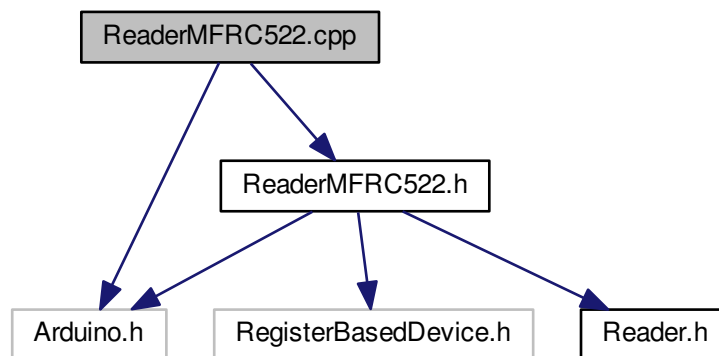 ReaderMFRC522.cpp
ReaderMFRC522.h
Arduino.h
RegisterBasedDevice.h
Reader.h